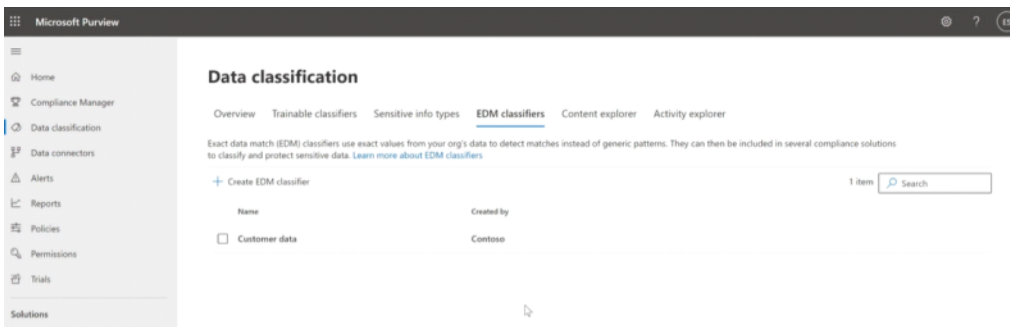 Microsoft Purview
?
Home
Compliance Manager
Data classification
Data connectors
Alerts
Reports
Policies
Permissions
Trials
Solutions
Data classification
Overview Trainable classifiers Sensitive info types EDM classifiers Content explorer Activity explorer
Exact data match (EDM) classifiers use exact values from your org's data to detect matches instead of generic patterns. They can then be included in several compliance solutions
to classify and protect sensitive data. Learn more about EDM classifiers
+ Create EDM classifier
1 item Search
Name Created by
Customer data Contoso